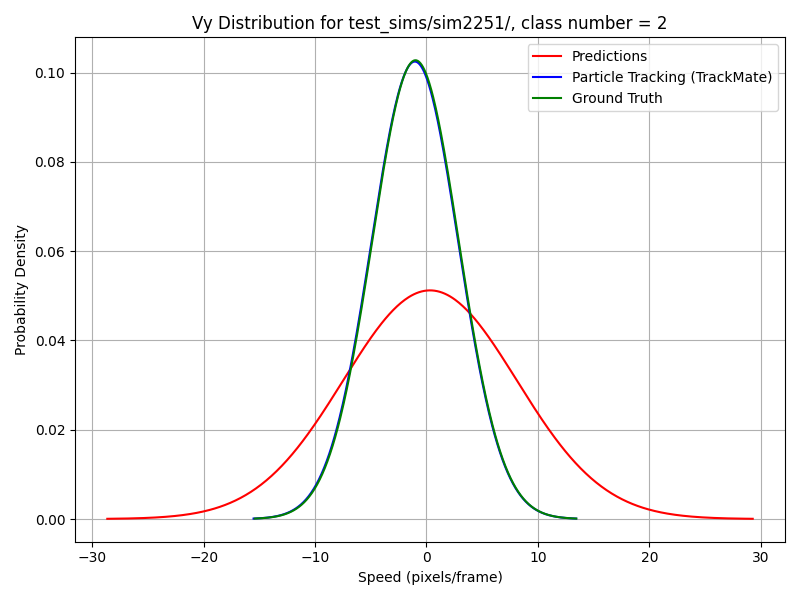 Vy Distribution for test_sims/sim2251/, class number = 2
Predictions
Particle Tracking (TrackMate)
Ground Truth
Probability Density
0.10
0.08
0.06
0.04
0.02
0.00
−30
−20
−10
0
10
20
30
Speed (pixels/frame)